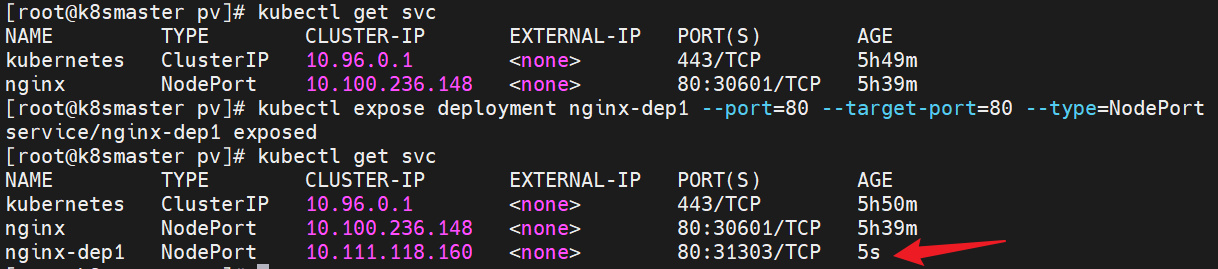 [root@k8smaster pv]# kubectl get svc
NAME         TYPE        CLUSTER-IP       EXTERNAL-IP   PORT(S)        AGE
kubernetes   ClusterIP   10.96.0.1        <none>        443/TCP        5h49m
nginx        NodePort    10.100.236.148   <none>        80:30601/TCP   5h39m
[root@k8smaster pv]# kubectl expose deployment nginx-dep1 --port=80 --target-port=80 --type=NodePort
service/nginx-dep1 exposed
[root@k8smaster pv]# kubectl get svc
NAME         TYPE        CLUSTER-IP       EXTERNAL-IP   PORT(S)        AGE
kubernetes   ClusterIP   10.96.0.1        <none>        443/TCP        5h50m
nginx        NodePort    10.100.236.148   <none>        80:30601/TCP   5h39m
nginx-dep1   NodePort    10.111.118.160   <none>        80:31303/TCP   5s
[root@k8smaster pv]#